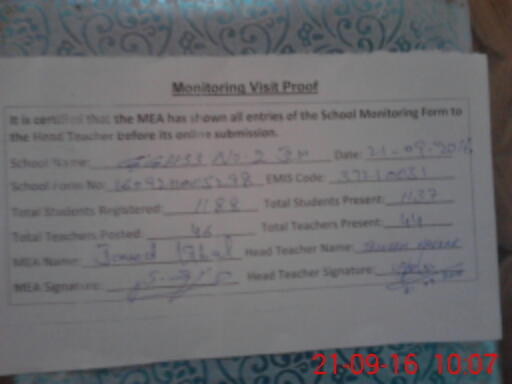 Monitoring Visit Proof
It is certified that the MEA has shown all entries of the School Monitoring Form to
the Head Teacher before its online submission.
School Name: No-2 Date: 21-09-2016
School Form No: EMIS Code:
Total Students Registered: 1188 Total Students Present: 1137
Total Teachers Posted: 46 Total Teachers Present: 44
MEA Name: Javed Iqbal Head Teacher Name:
MEA Signature: Head Teacher Signature:
21-09-16 10:07